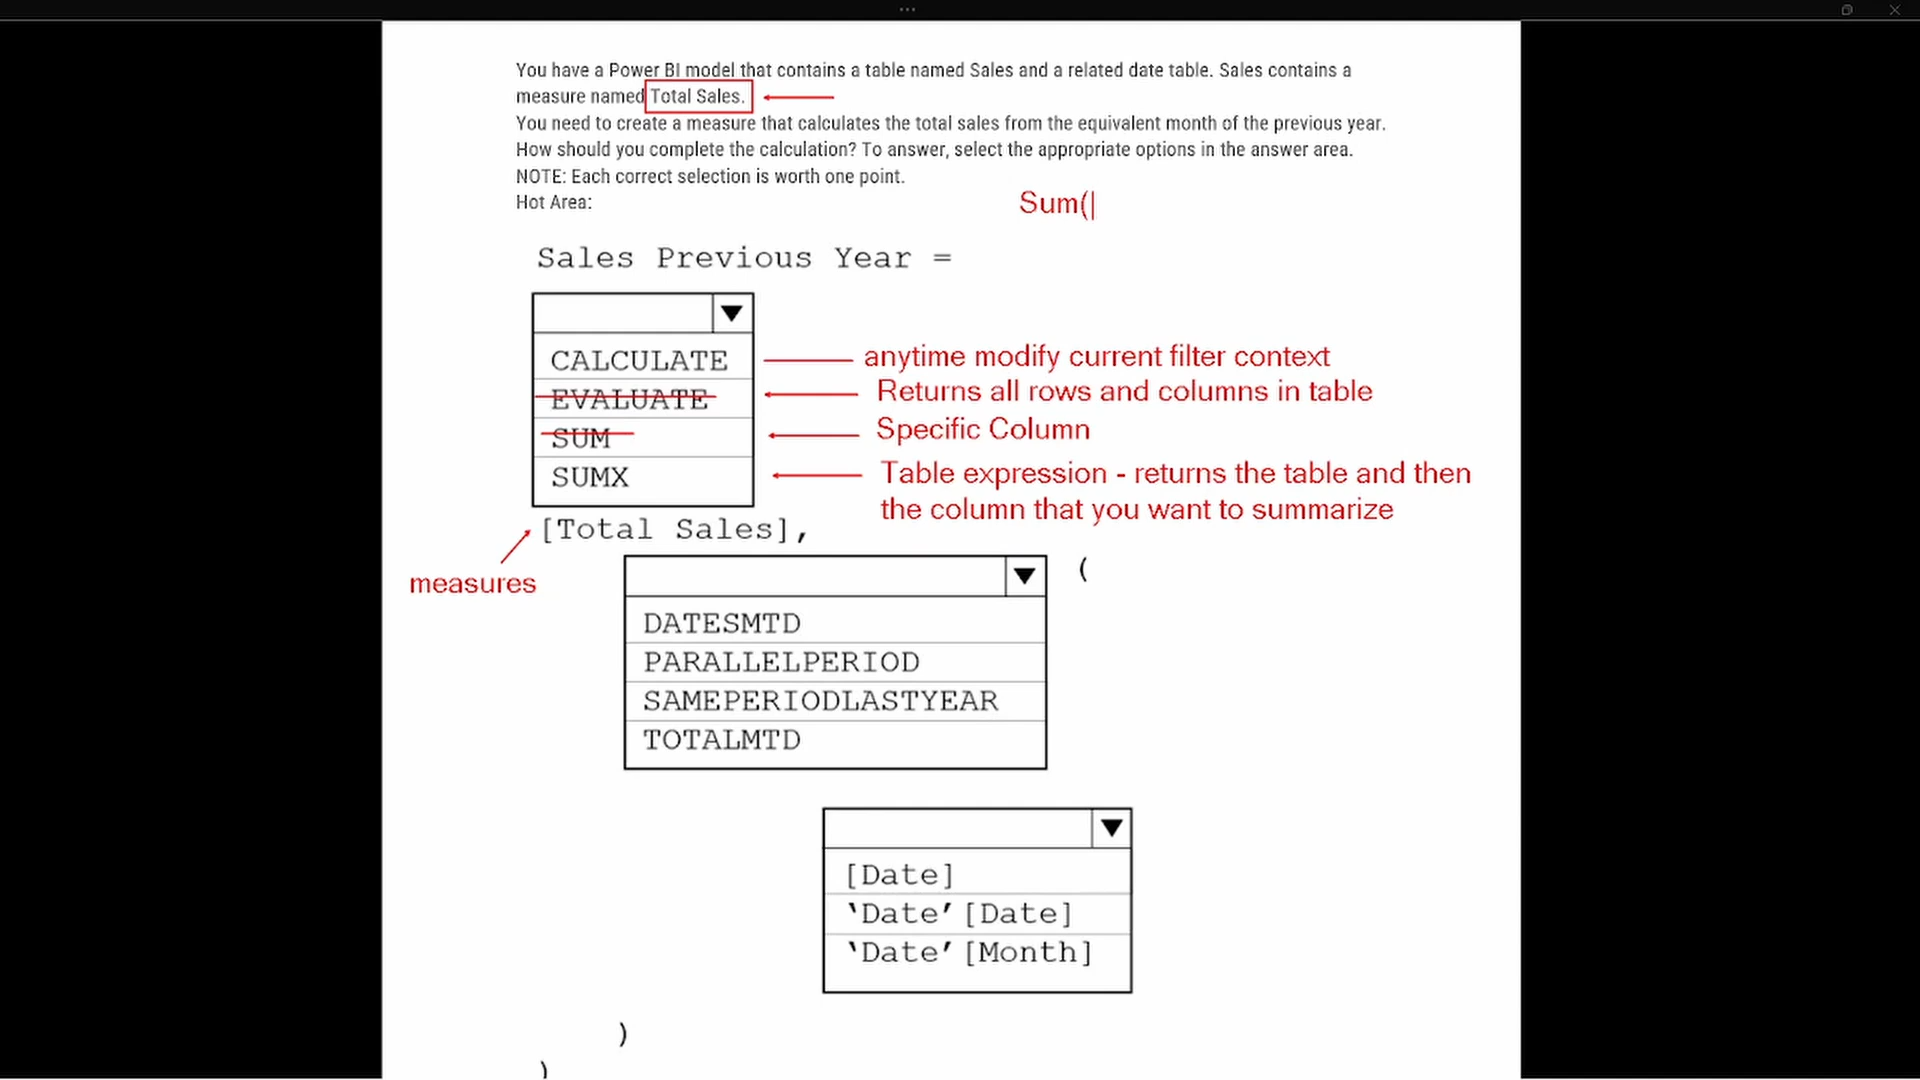 You have a Power BI model that contains a table named Sales and a related date table. Sales contains a
measure named Total Sales.
You need to create a measure that calculates the total sales from the equivalent month of the previous year.
How should you complete the calculation? To answer, select the appropriate options in the answer area.
NOTE: Each correct selection is worth one point.
Hot Area:
Sum(|
Sales Previous Year =
CALCULATE
anytime modify current filter context
EVALUATE
Returns all rows and columns in table
SUM
Specific Column
SUMX
Table expression - returns the table and then
the column that you want to summarize
[Total Sales],
measures
(
DATESMTD
PARALLELPERIOD
SAMEPERIODLASTYEAR
TOTALMTD
[Date]
‘Date’[Date]
‘Date’[Month]
)
)